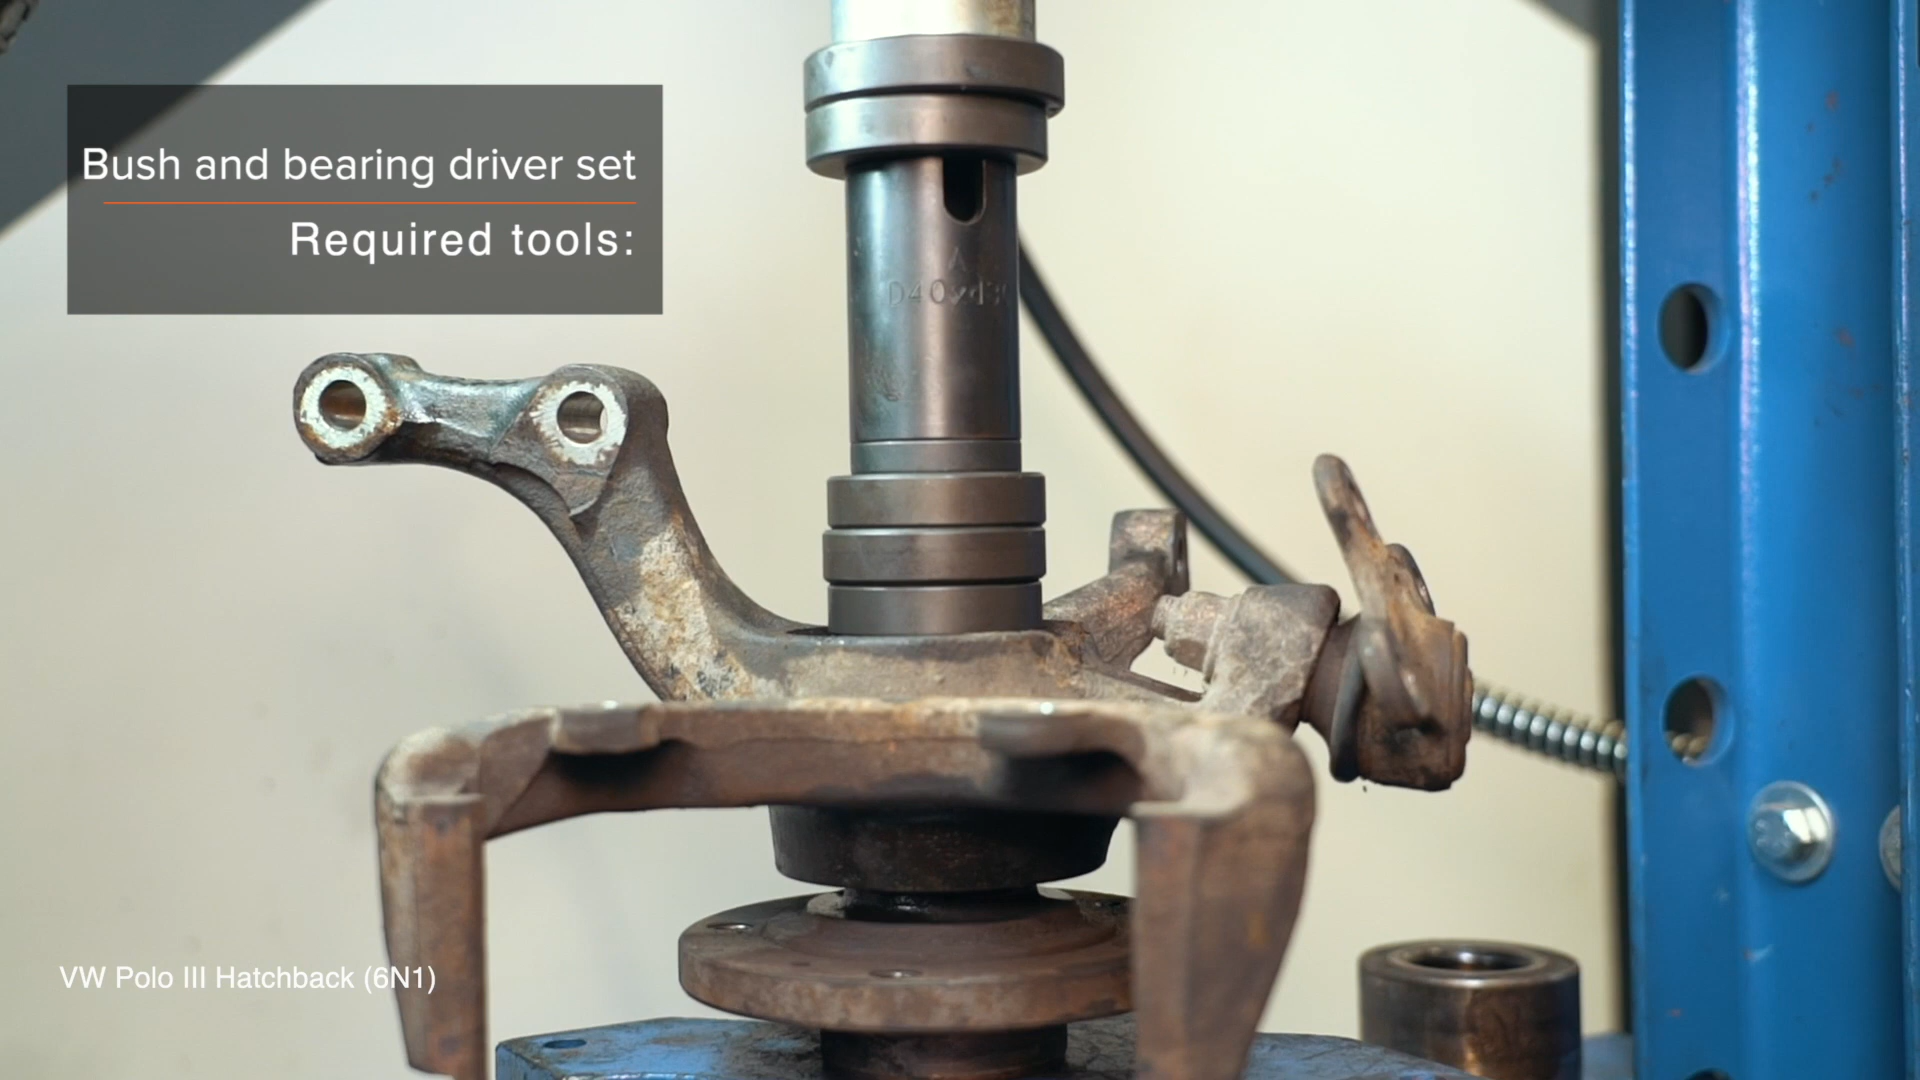 Bush and bearing driver set
Required tools:
A
VW Polo III Hatchback (6N1)